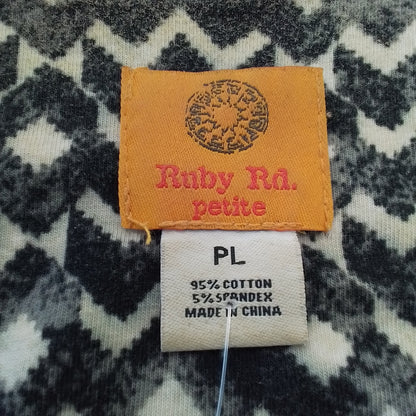 Ruby Rd.
petite
PL
95% COTTON
5% SPANDEX
MADE IN CHINA